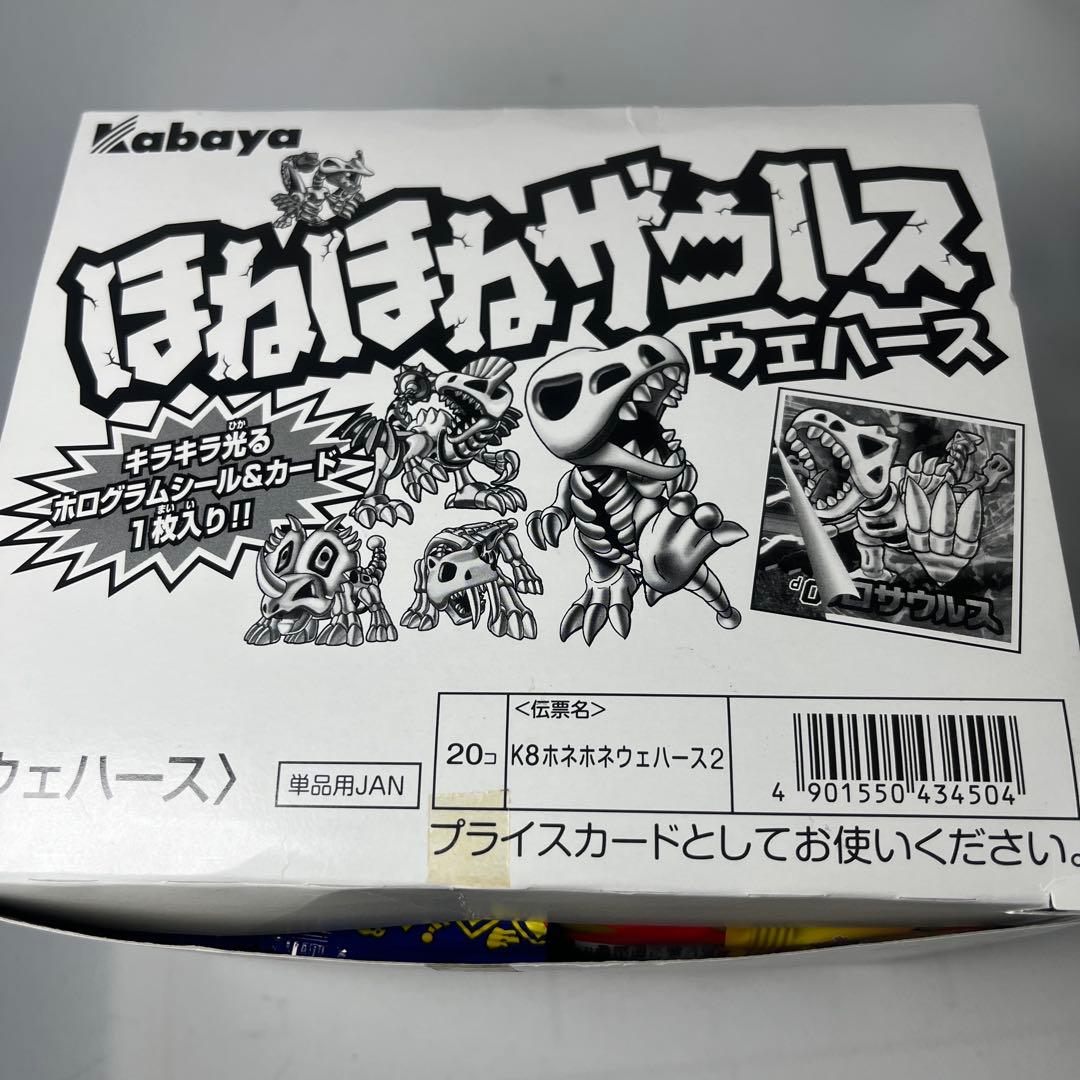 Kabaya
ほねほねザウルス
ウエハース
キラキラ光る
ひか
ホログラムシール&カード
1枚入り!!
まい い
ロサウルス
ウェハース〉
単品用JAN
20コ
<伝票名>
K8ホネホネウェハース2
4 901550 434504
プライスカードとしてお使いください。